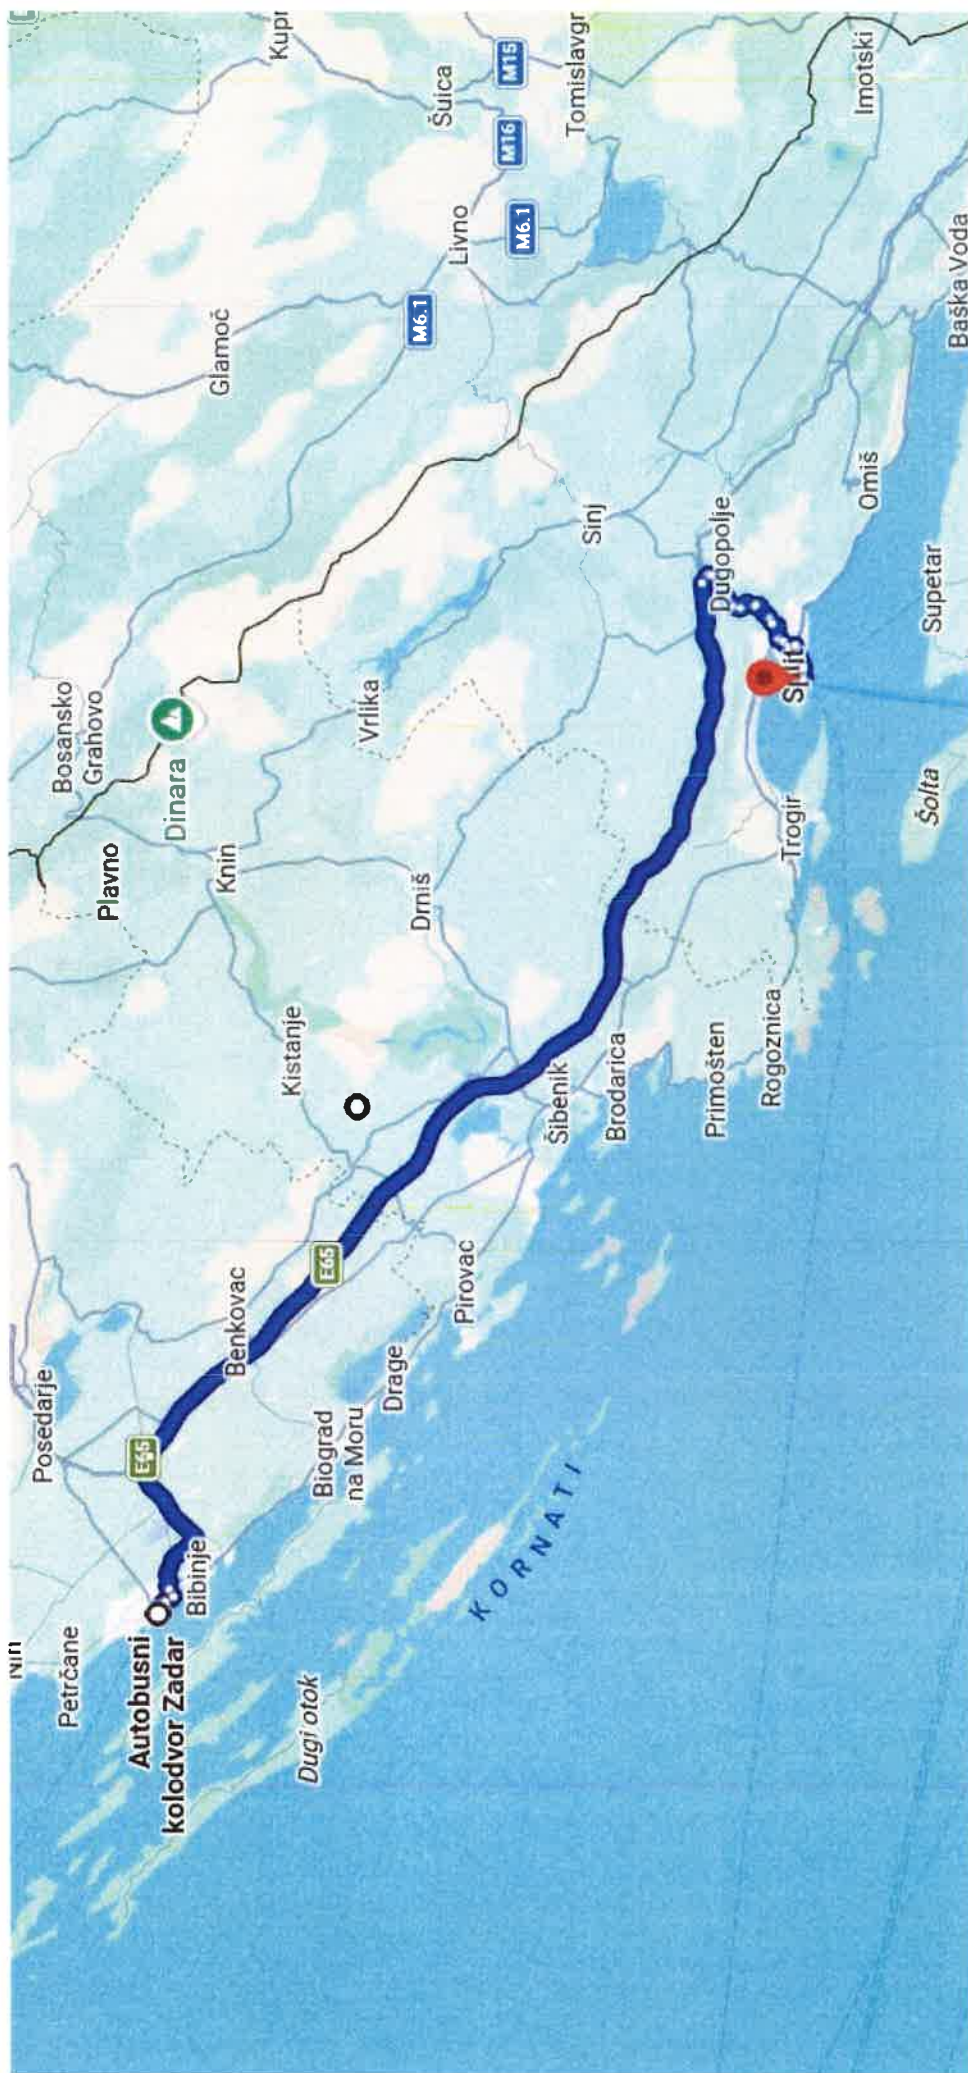 Posedarje
Petrčane
Bosansko
Grahovo
Plavno
Autobusni
kolodvor Zadar
E65
Dinara
Bibinje
Glamoč
Knin
Benkovac
Kupr
Kistanje
Dugi otok
Biograd
na Moru
E65
Vrlika
Drage
M6.1
Drniš
Šuica
Livno
Pirovac
M16
M15
M6.1
KORNATI
Šibenik
Tomislavgr
Sinj
Brodarica
Primošten
Dugopolje
Rogoznica
Trogir
Split
Imotski
Omiš
Šolta
Supetar
Baška Voda